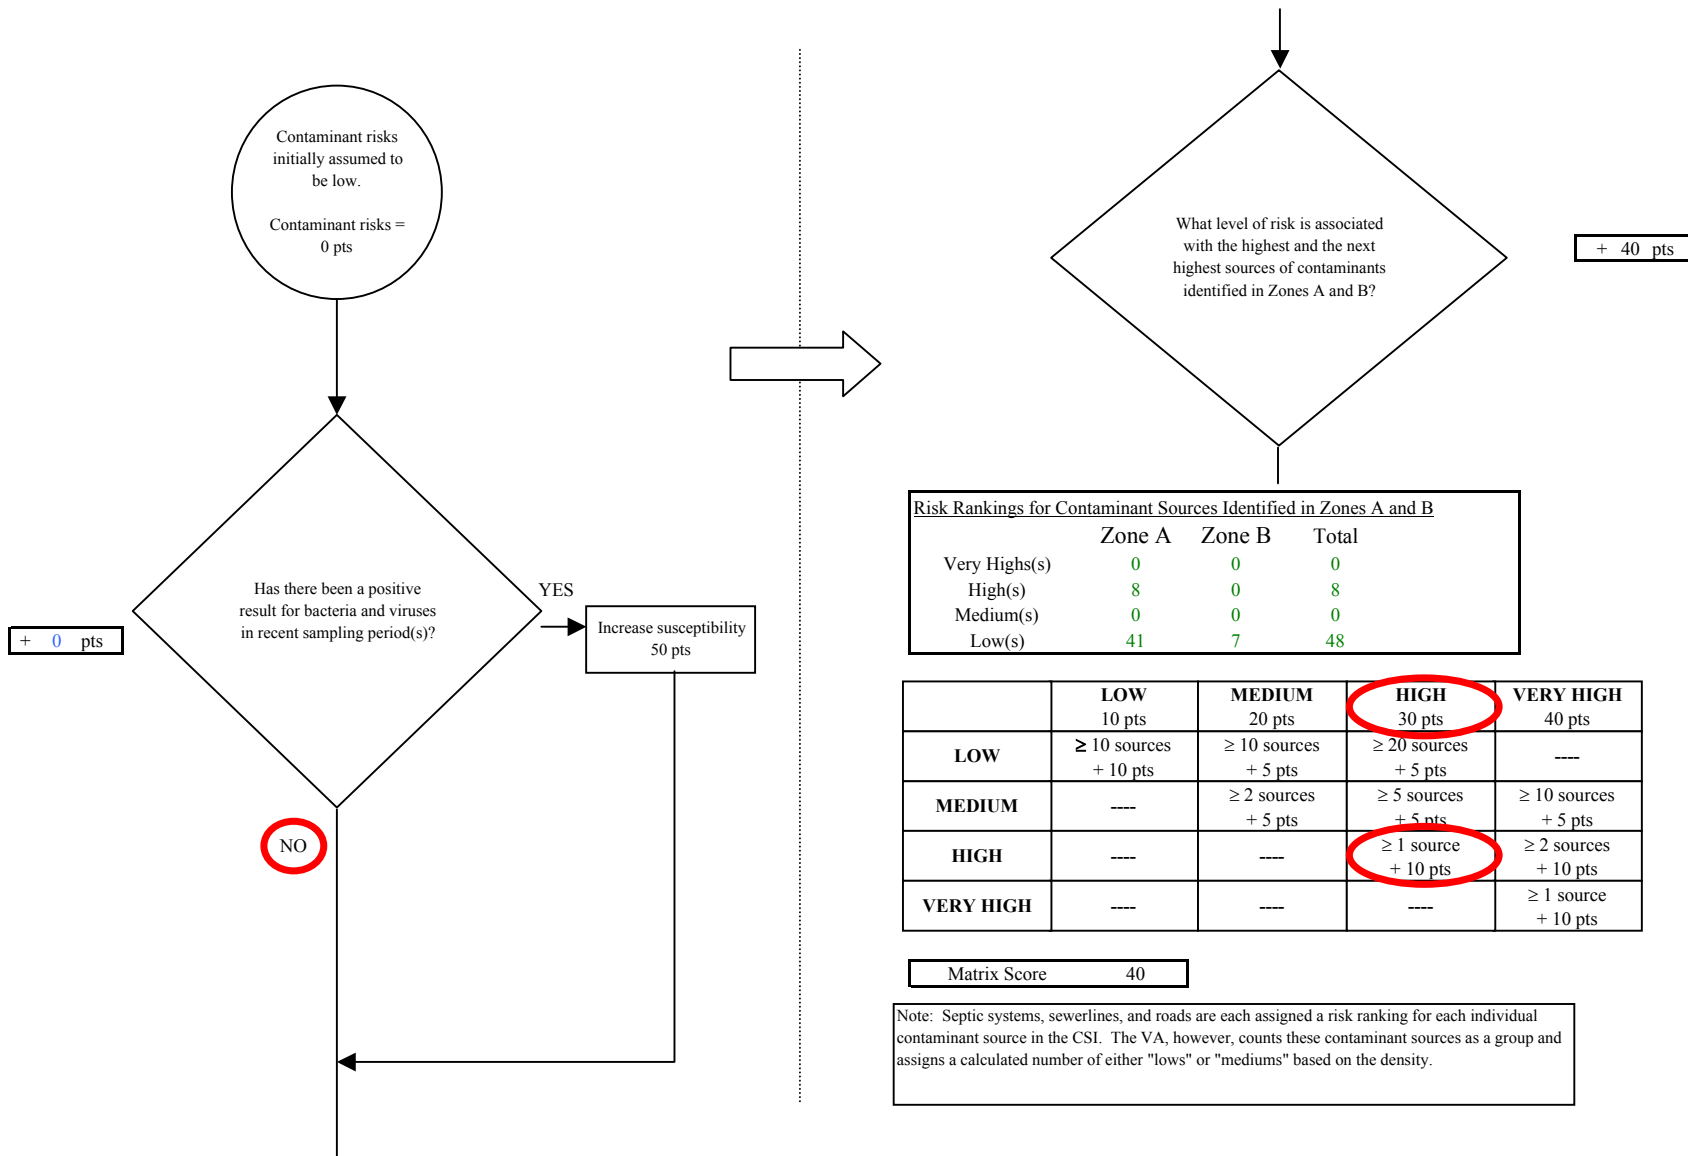 Contaminant risks
initially assumed to
be low.
Contaminant risks =
0 pts
Has there been a positive
result for bacteria and viruses
in recent sampling period(s)?
YES
+ 0 pts
Increase susceptibility
50 pts
NO
What level of risk is associated
with the highest and the next
highest sources of contaminants
identified in Zones A and B?
+ 40 pts
Risk Rankings for Contaminant Sources Identified in Zones A and B
Zone A Zone B Total
Very Highs(s) 0 0 0
High(s) 8 0 8
Medium(s) 0 0 0
Low(s) 41 7 48
LOW MEDIUM HIGH VERY HIGH
10 pts 20 pts 30 pts 40 pts
LOW ≥ 10 sources ≥ 10 sources ≥ 20 sources ----
+ 10 pts + 5 pts + 5 pts
MEDIUM ---- ≥ 2 sources ≥ 5 sources ≥ 10 sources
+ 5 pts + 5 pts + 5 pts
HIGH ---- ---- ≥ 1 source ≥ 2 sources
+ 10 pts + 10 pts
VERY HIGH ---- ---- ---- ≥ 1 source
+ 10 pts
Matrix Score 40
Note: Septic systems, sewerlines, and roads are each assigned a risk ranking for each individual
contaminant source in the CSI. The VA, however, counts these contaminant sources as a group and
assigns a calculated number of either "lows" or "mediums" based on the density.